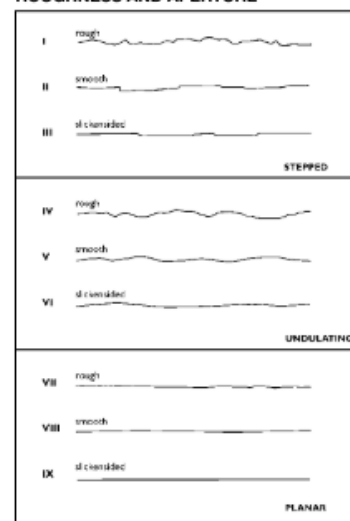 ROUGHNESS AND APERTURE
I rough
II smooth
III slickensided
STEPPED
IV rough
V smooth
VI slickensided
UNDULATING
VII rough
VIII smooth
IX slickensided
PLANAR